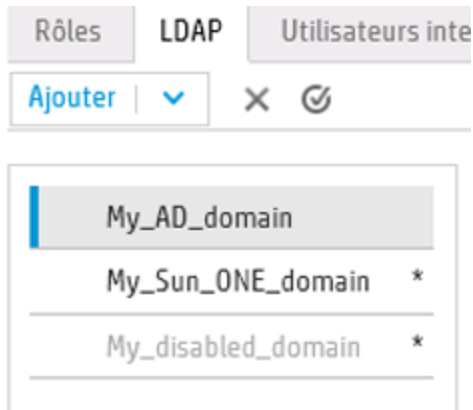 Rôles LDAP Utilisateurs inte
Ajouter
My_AD_domain
My_Sun_ONE_domain *
My_disabled_domain *